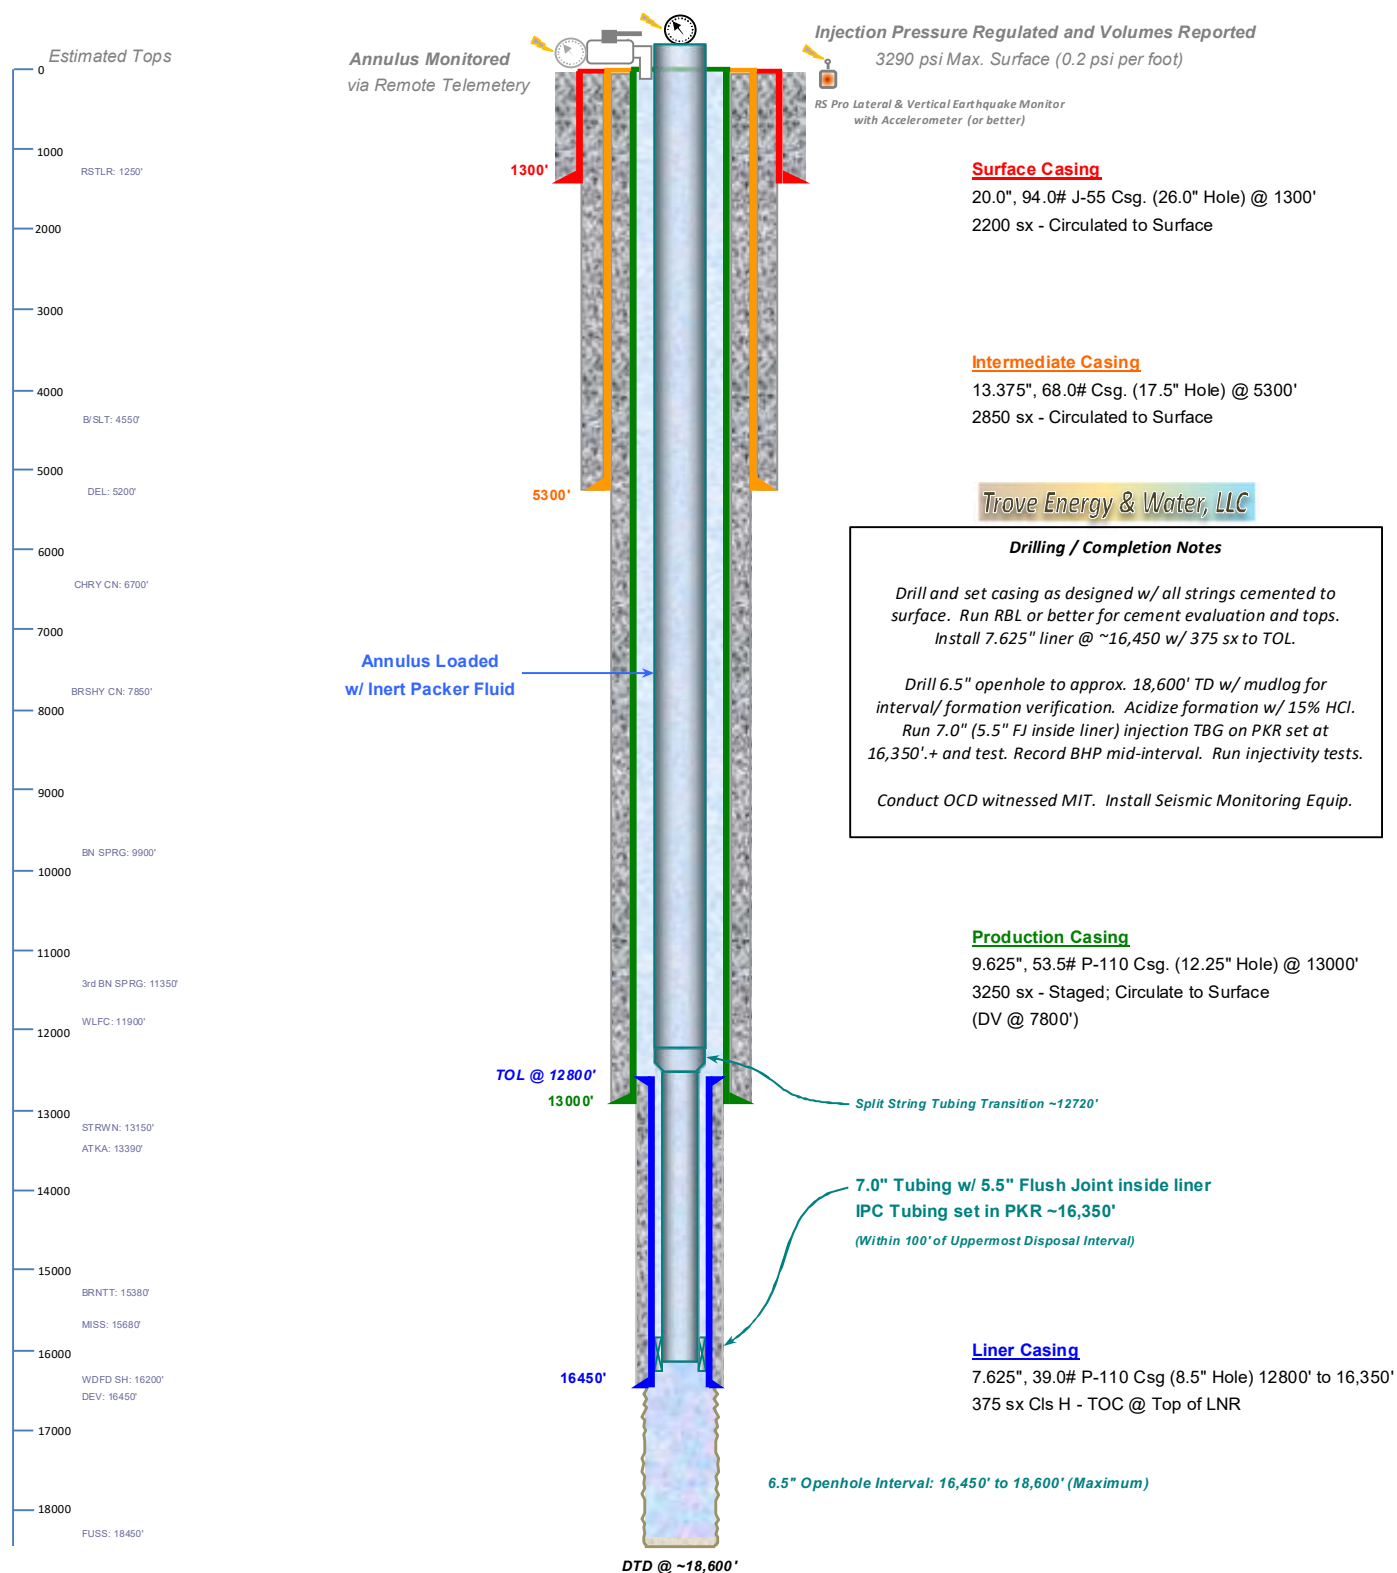 Estimated Tops
Annulus Monitored
via Remote Telemetery
Injection Pressure Regulated and Volumes Reported
3290 psi Max. Surface (0.2 psi per foot)
RS Pro Lateral & Vertical Earthquake Monitor
with Accelerometer (or better)
0
1000
RSTLR: 1250'
2000
3000
4000
B/SLT: 4550'
5000
DEL: 5200'
6000
CHRY CN: 6700'
7000
BRSHY CN: 7850'
8000
9000
BN SPRG: 9900'
10000
11000
3rd BN SPRG: 11350'
WLFC: 11900'
12000
13000
STRWN: 13150'
ATKA: 13390'
14000
15000
BRNTT: 15380'
MISS: 15680'
16000
WDFD SH: 16200'
DEV: 16450'
17000
18000
FUSS: 18450'
1300'
5300'
Annulus Loaded
w/ Inert Packer Fluid
TOL @ 12800'
13000'
16450'
DTD @ ~18,600'
Surface Casing
20.0", 94.0# J-55 Csg. (26.0" Hole) @ 1300'
2200 sx - Circulated to Surface
Intermediate Casing
13.375", 68.0# Csg. (17.5" Hole) @ 5300'
2850 sx - Circulated to Surface
Trove Energy & Water, LLC
Drilling / Completion Notes
Drill and set casing as designed w/ all strings cemented to
surface. Run RBL or better for cement evaluation and tops.
Install 7.625" liner @ ~16,450 w/ 375 sx to TOL.
Drill 6.5" openhole to approx. 18,600' TD w/ mudlog for
interval/ formation verification. Acidize formation w/ 15% HCl.
Run 7.0" (5.5" FJ inside liner) injection TBG on PKR set at
16,350'.+ and test. Record BHP mid-interval. Run injectivity tests.
Conduct OCD witnessed MIT. Install Seismic Monitoring Equip.
Production Casing
9.625", 53.5# P-110 Csg. (12.25" Hole) @ 13000'
3250 sx - Staged; Circulate to Surface
(DV @ 7800')
Split String Tubing Transition ~12720'
7.0" Tubing w/ 5.5" Flush Joint inside liner
IPC Tubing set in PKR ~16,350'
(Within 100' of Uppermost Disposal Interval)
Liner Casing
7.625", 39.0# P-110 Csg (8.5" Hole) 12800' to 16,350'
375 sx Cls H - TOC @ Top of LNR
6.5" Openhole Interval: 16,450' to 18,600' (Maximum)